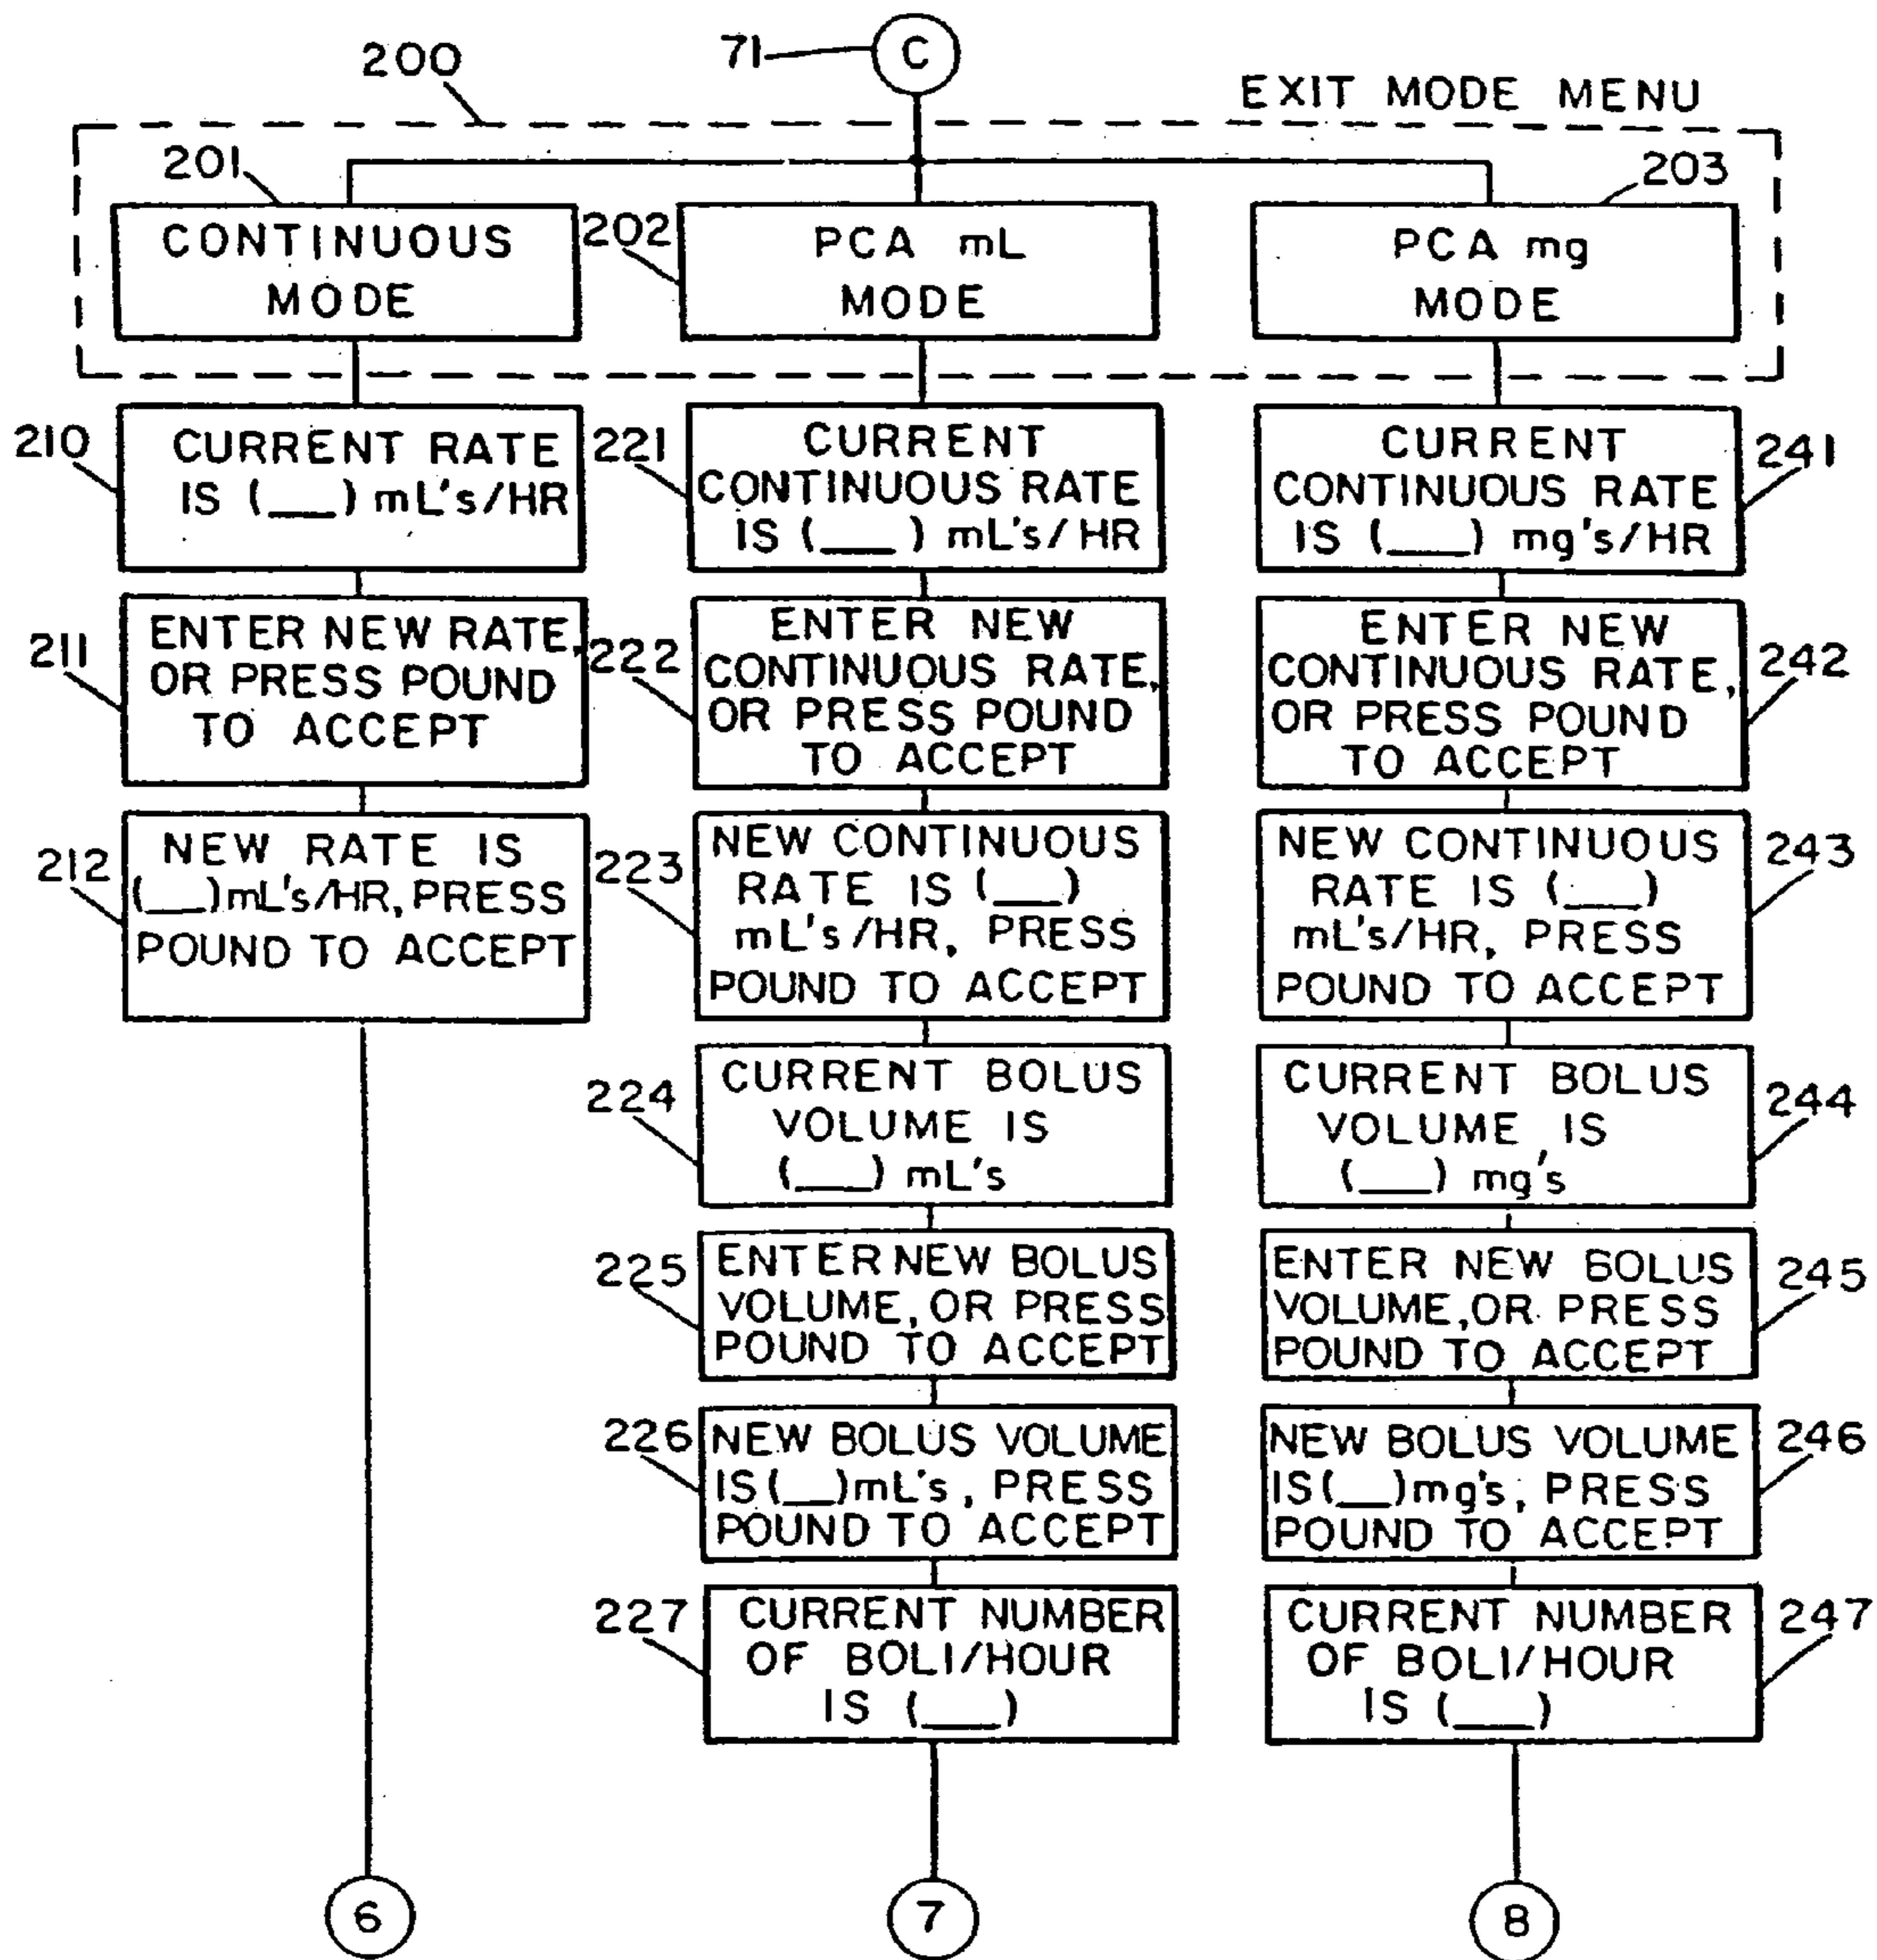 71
C
200
EXIT MODE MENU
201
CONTINUOUS
MODE
202
PCA mL
MODE
203
PCA mg
MODE
210
CURRENT RATE
IS (___) mL's/HR
211
ENTER NEW RATE,
OR PRESS POUND
TO ACCEPT
212
NEW RATE IS
(___)mL's/HR, PRESS
POUND TO ACCEPT
6
221
CURRENT
CONTINUOUS RATE
IS (___) mL's/HR
222
ENTER NEW
CONTINUOUS RATE,
OR PRESS POUND
TO ACCEPT
223
NEW CONTINUOUS
RATE IS (___)
mL's/HR, PRESS
POUND TO ACCEPT
224
CURRENT BOLUS
VOLUME IS
(___) mL's
225
ENTER NEW BOLUS
VOLUME, OR PRESS
POUND TO ACCEPT
226
NEW BOLUS VOLUME
IS (__)mL's, PRESS
POUND TO ACCEPT
227
CURRENT NUMBER
OF BOLI/HOUR
IS (___)
7
241
CURRENT
CONTINUOUS RATE
IS (___) mg's/HR
242
ENTER NEW
CONTINUOUS RATE,
OR PRESS POUND
TO ACCEPT
243
NEW CONTINUOUS
RATE IS (___)
mL's/HR, PRESS
POUND TO ACCEPT
244
CURRENT BOLUS
VOLUME IS
(___) mg's
245
ENTER NEW BOLUS
VOLUME, OR PRESS
POUND TO ACCEPT
246
NEW BOLUS VOLUME
IS (__)mg's, PRESS
POUND TO ACCEPT
247
CURRENT NUMBER
OF BOLI/HOUR
IS (___)
8